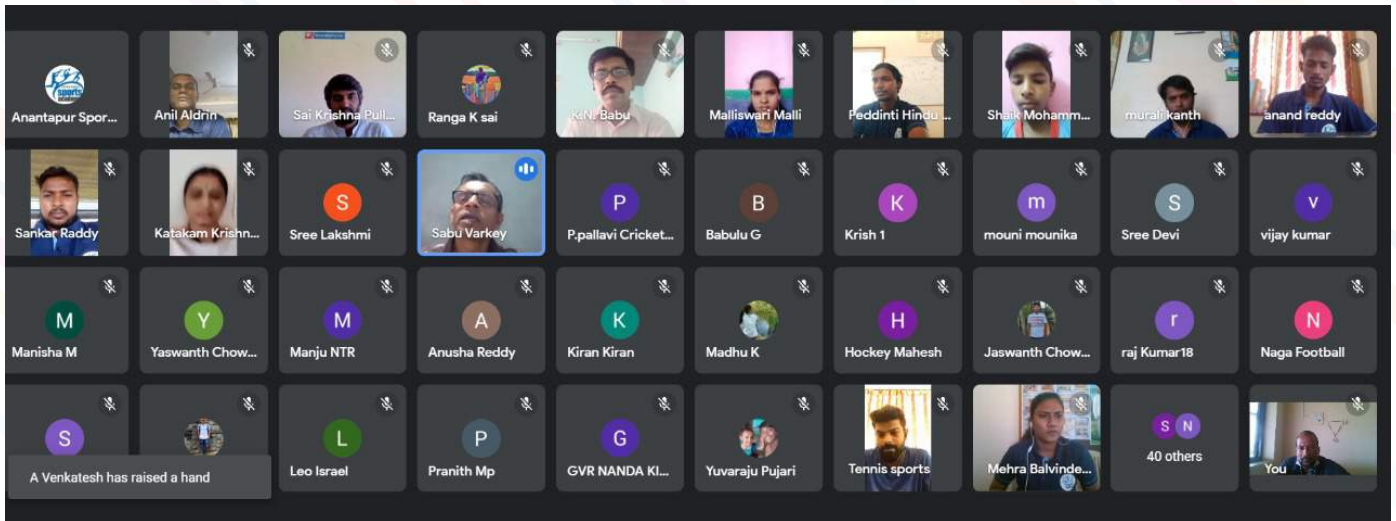 SPORTS
Anantapur Spor...
Anil Aldrin
Sai Krishna Pull...
Ranga K sai
K.N. Babu
Malliswari Malli
Peddinti Hindu ...
Shaik Mohamm...
murali kanth
anand reddy
Sankar Raddy
Katakam Krishn...
S
Sree Lakshmi
Sabu Varkey
P
P.pallavi Cricket...
B
Babulu G
K
Krish 1
m
mouni mounika
S
Sree Devi
v
vijay kumar
M
Manisha M
Y
Yaswanth Chow...
M
Manju NTR
A
Anusha Reddy
K
Kiran Kiran
Madhu K
H
Hockey Mahesh
Jaswanth Chow...
r
raj Kumar18
N
Naga Football
S
A Venkatesh has raised a hand
L
Leo Israel
P
Pranith Mp
G
GVR NANDA KI...
Yuvaraju Pujari
Tennis sports
Mehra Balvinde...
S N
40 others
You